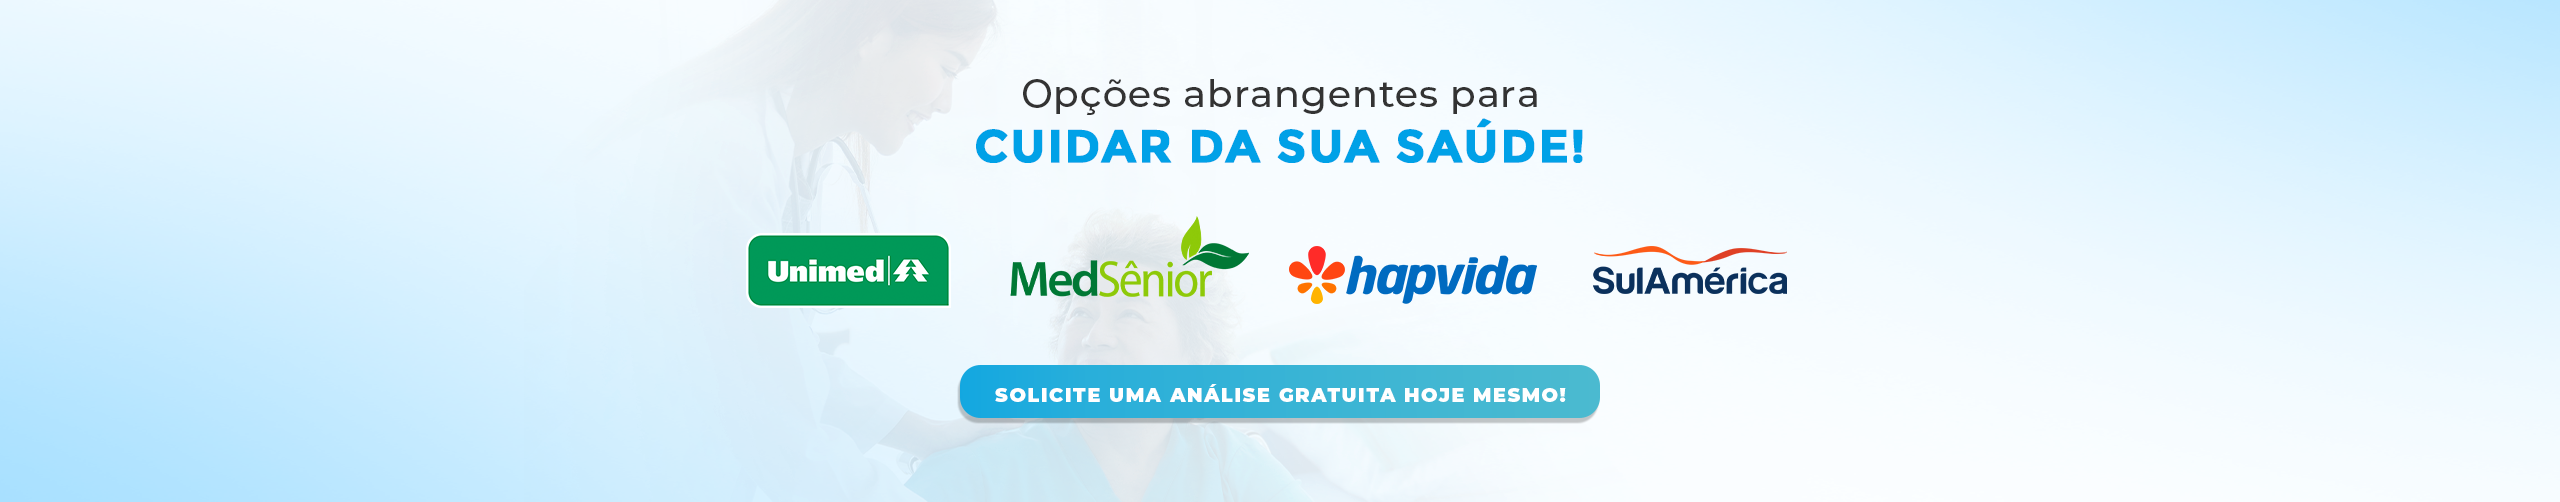 Opções abrangentes para
CUIDAR DA SUA SAÚDE!
Unimed
MedSênior
hapvida
SulAmérica
SOLICITE UMA ANÁLISE GRATUITA HOJE MESMO!